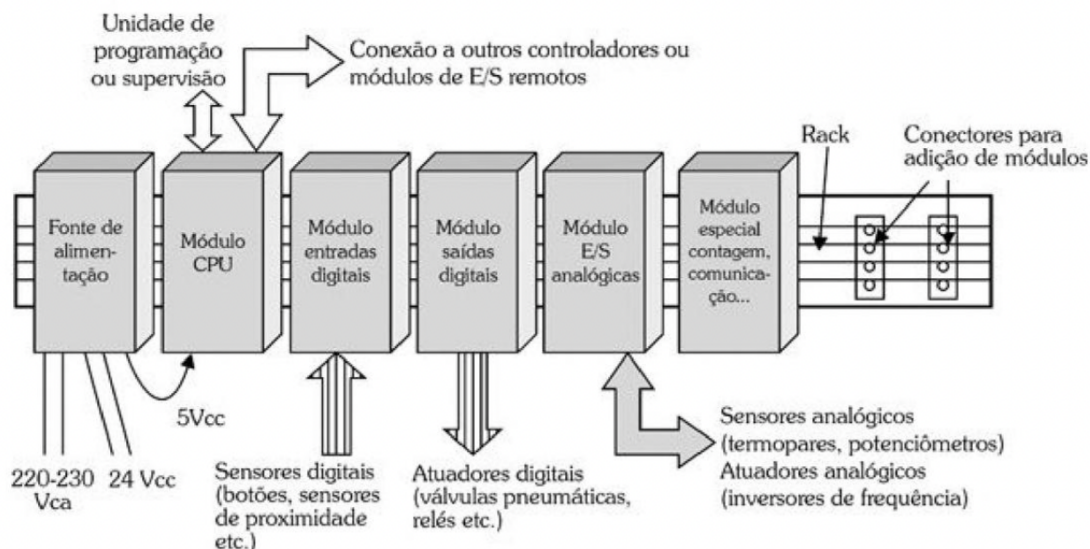 Unidade de
programação
ou supervisão
Conexão a outros controladores ou
módulos de E/S remotos
Rack
Conectores para
adição de módulos
Fonte de
alimen-
tação
Módulo
CPU
Módulo
entradas
digitais
Módulo
saídas
digitais
Módulo
E/S
analógicas
Módulo
especial
contagem,
comunica-
ção...
5Vcc
220-230
Vca
24 Vcc
Sensores digitais
(botões, sensores
de proximidade
etc.)
Atuadores digitais
(válvulas pneumáticas,
relés etc.)
Sensores analógicos
(termopares, potenciômetros)
Atuadores analógicos
(inversores de frequência)